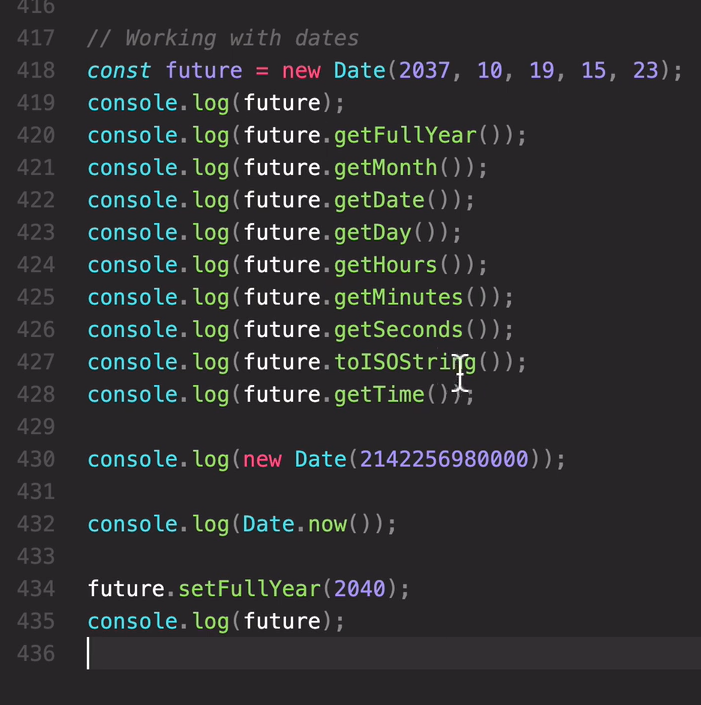 416
417 // Working with dates
418 const future = new Date(2037, 10, 19, 15, 23);
419 console.log(future);
420 console.log(future.getFullYear());
421 console.log(future.getMonth());
422 console.log(future.getDate());
423 console.log(future.getDay());
424 console.log(future.getHours());
425 console.log(future.getMinutes());
426 console.log(future.getSeconds());
427 console.log(future.toISOString());
428 console.log(future.getTime());
429
430 console.log(new Date(2142256980000));
431
432 console.log(Date.now());
433
434 future.setFullYear(2040);
435 console.log(future);
436